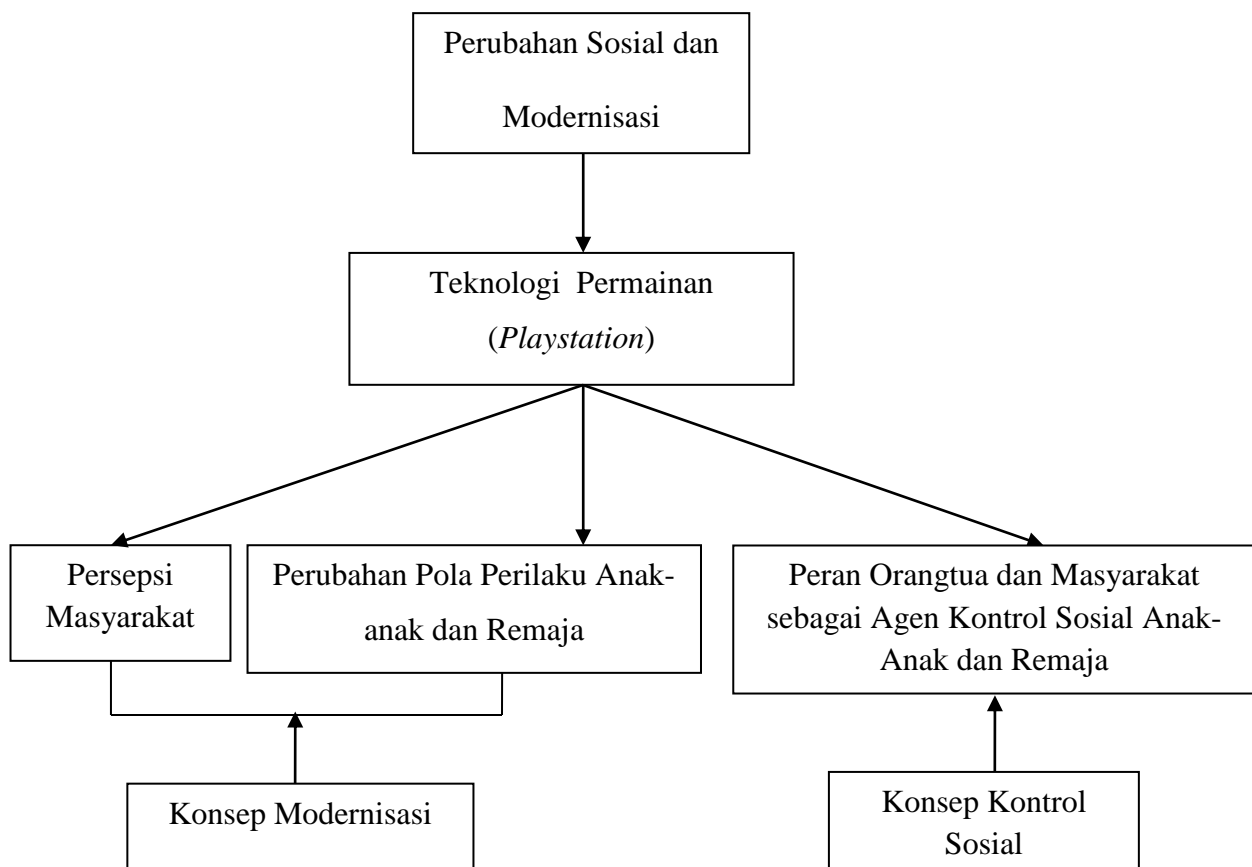 Perubahan Sosial dan
Modernisasi
Teknologi Permainan
(Playstation)
Persepsi
Masyarakat
Perubahan Pola Perilaku Anak-
anak dan Remaja
Peran Orangtua dan Masyarakat
sebagai Agen Kontrol Sosial Anak-
Anak dan Remaja
Konsep Modernisasi
Konsep Kontrol
Sosial